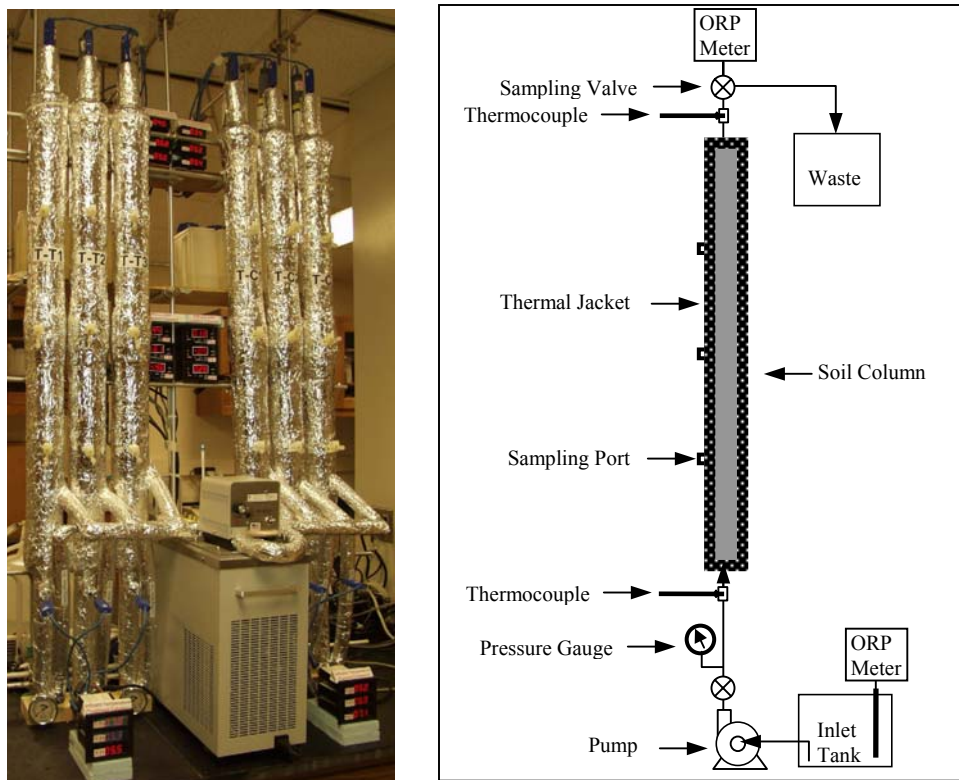 T-T1
T-T2
T-T3
T-C
T-C
T-C
ORP
Meter
Sampling Valve
Thermocouple
Waste
Thermal Jacket
Soil Column
Sampling Port
Thermocouple
Pressure Gauge
ORP
Meter
Inlet
Tank
Pump